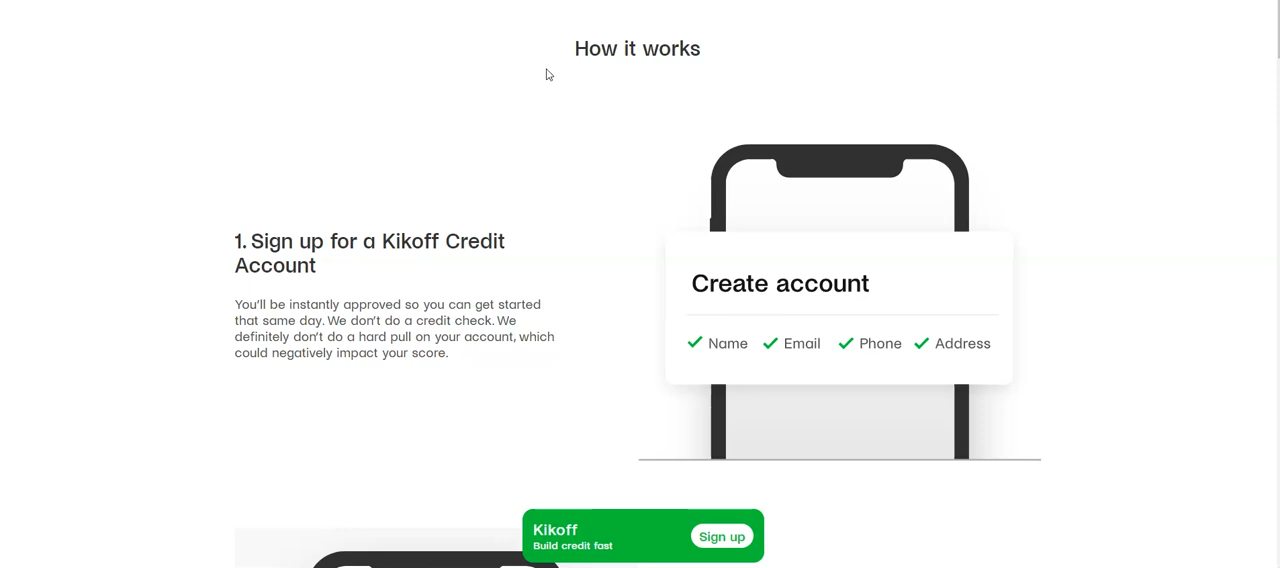 How it works
1. Sign up for a Kikoff Credit
Account
You'll be instantly approved so you can get started
that same day. We don't do a credit check. We
definitely don't do a hard pull on your account, which
could negatively impact your score.
Create account
Name Email Phone Address
Kikoff
Build credit fast
Sign up